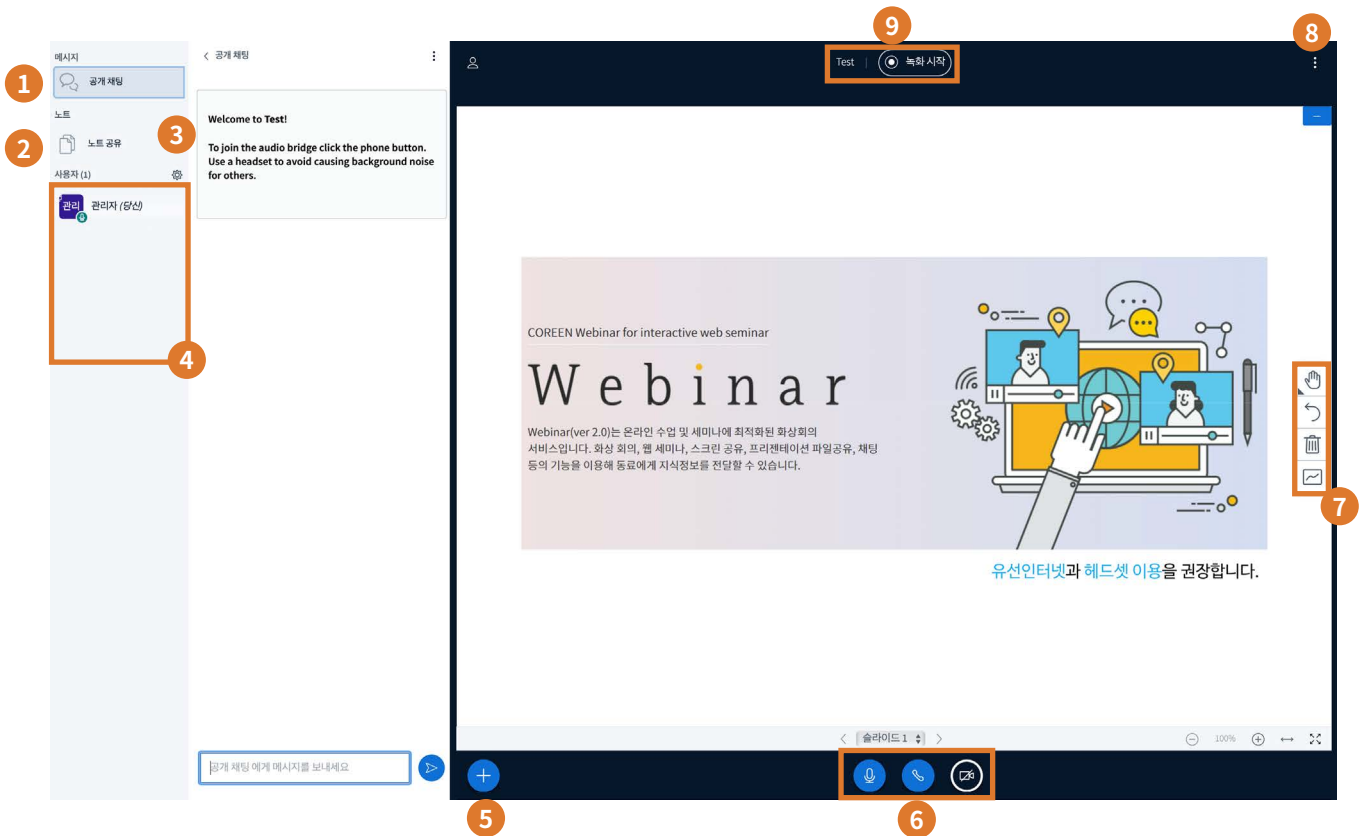 9
8
메시지
공개 채팅
Test
녹화 시작
1
공개 채팅
노트
Welcome to Test!
2
노트 공유
3
To join the audio bridge click the phone button.
Use a headset to avoid causing background noise
for others.
사용자 (1)
관리
관리자 (당신)
4
COREEN Webinar for interactive web seminar
Webinar
Webinar(ver 2.0)는 온라인 수업 및 세미나에 최적화된 화상회의
서비스입니다. 화상 회의, 웹 세미나, 스크린 공유, 프리젠테이션 파일공유, 채팅
등의 기능을 이용해 동료에게 지식정보를 전달할 수 있습니다.
7
유선인터넷과 헤드셋 이용을 권장합니다.
슬라이드 1
100%
공개 채팅 에게 메시지를 보내세요
5
6